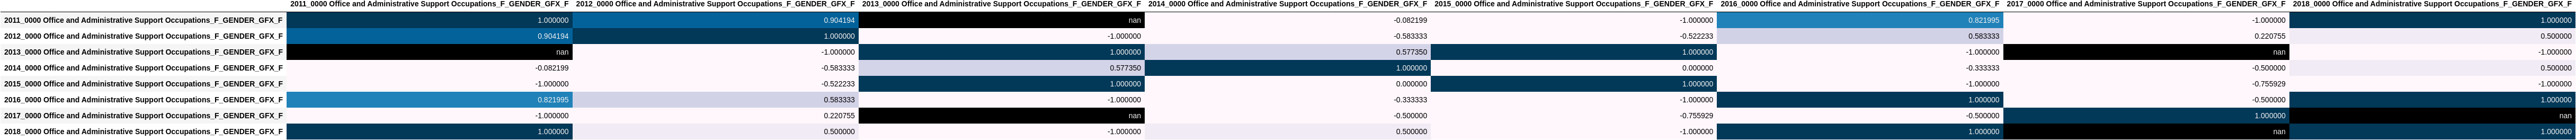 2011_0000 Office and Administrative Support Occupations_F_GENDER_GFX_F 2012_0000 Office and Administrative Support Occupations_F_GENDER_GFX_F 2013_0000 Office and Administrative Support Occupations_F_GENDER_GFX_F 2014_0000 Office and Administrative Support Occupations_F_GENDER_GFX_F 2015_0000 Office and Administrative Support Occupations_F_GENDER_GFX_F 2016_0000 Office and Administrative Support Occupations_F_GENDER_GFX_F 2017_0000 Office and Administrative Support Occupations_F_GENDER_GFX_F 2018_0000 Office and Administrative Support Occupations_F_GENDER_GFX_F
2011_0000 Office and Administrative Support Occupations_F_GENDER_GFX_F 1.000000 0.904194 nan -0.082199 -1.000000 0.821995 -1.000000 1.000000
2012_0000 Office and Administrative Support Occupations_F_GENDER_GFX_F 0.904194 1.000000 -1.000000 -0.583333 -0.522233 0.583333 0.220755 0.500000
2013_0000 Office and Administrative Support Occupations_F_GENDER_GFX_F nan -1.000000 1.000000 0.577350 1.000000 -1.000000 nan -1.000000
2014_0000 Office and Administrative Support Occupations_F_GENDER_GFX_F -0.082199 -0.583333 0.577350 1.000000 0.000000 -0.333333 -0.500000 0.500000
2015_0000 Office and Administrative Support Occupations_F_GENDER_GFX_F -1.000000 -0.522233 1.000000 0.000000 1.000000 -1.000000 -0.755929 -1.000000
2016_0000 Office and Administrative Support Occupations_F_GENDER_GFX_F 0.821995 0.583333 -1.000000 -0.333333 -1.000000 1.000000 -0.500000 1.000000
2017_0000 Office and Administrative Support Occupations_F_GENDER_GFX_F -1.000000 0.220755 nan -0.500000 -0.755929 -0.500000 1.000000 nan
2018_0000 Office and Administrative Support Occupations_F_GENDER_GFX_F 1.000000 0.500000 -1.000000 0.500000 -1.000000 1.000000 nan 1.000000